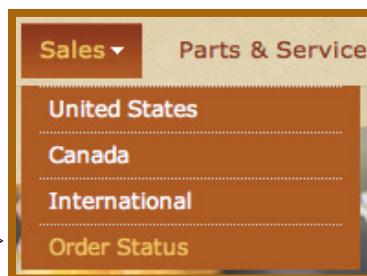 Sales Parts & Service
United States
Canada
International
Order Status